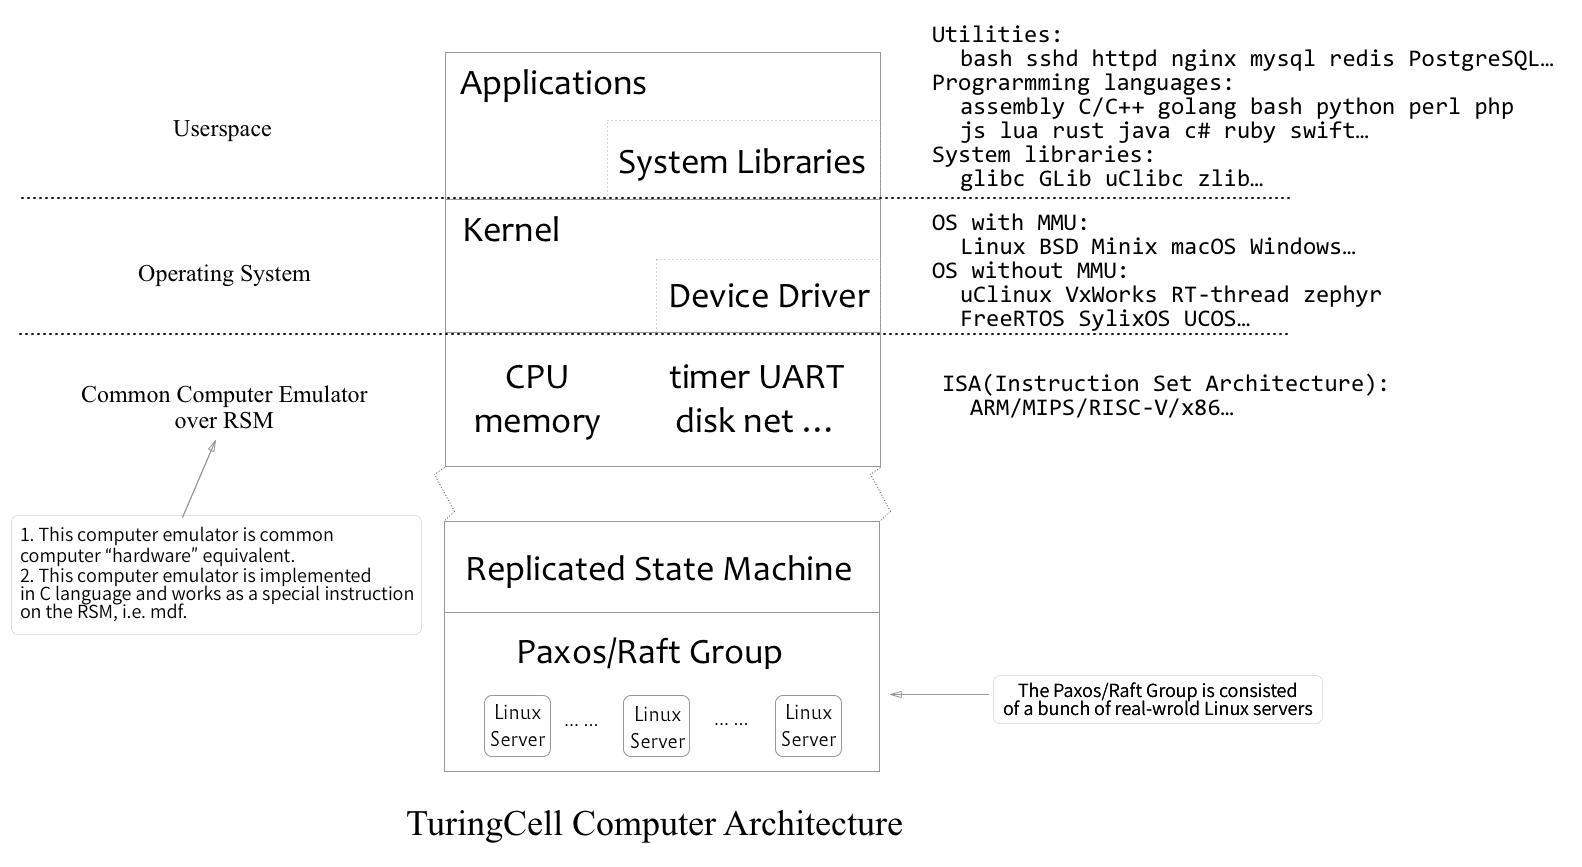 Utilities:
bash sshd httpd nginx mysql redis PostgreSQL…
Programming languages:
assembly C/C++ golang bash python perl php
js lua rust java c# ruby swift…
System libraries:
glibc GLib uClibc zlib…
Applications
System Libraries
Userspace
Kernel
Device Driver
Operating System
OS with MMU:
Linux BSD Minix macOS Windows…
OS without MMU:
uClinux VxWorks RT-thread zephyr
FreeRTOS SylixOS UCOS…
Common Computer Emulator
over RSM
CPU
memory
timer UART
disk net …
ISA(Instruction Set Architecture):
ARM/MIPS/RISC-V/x86…
1. This computer emulator is common
computer “hardware” equivalent.
2. This computer emulator is implemented
in C language and works as a special instruction
on the RSM, i.e. mdf.
Replicated State Machine
Paxos/Raft Group
Linux
Server
... ...
Linux
Server
... ...
Linux
Server
The Paxos/Raft Group is consisted
of a bunch of real-wrold Linux servers
TuringCell Computer Architecture